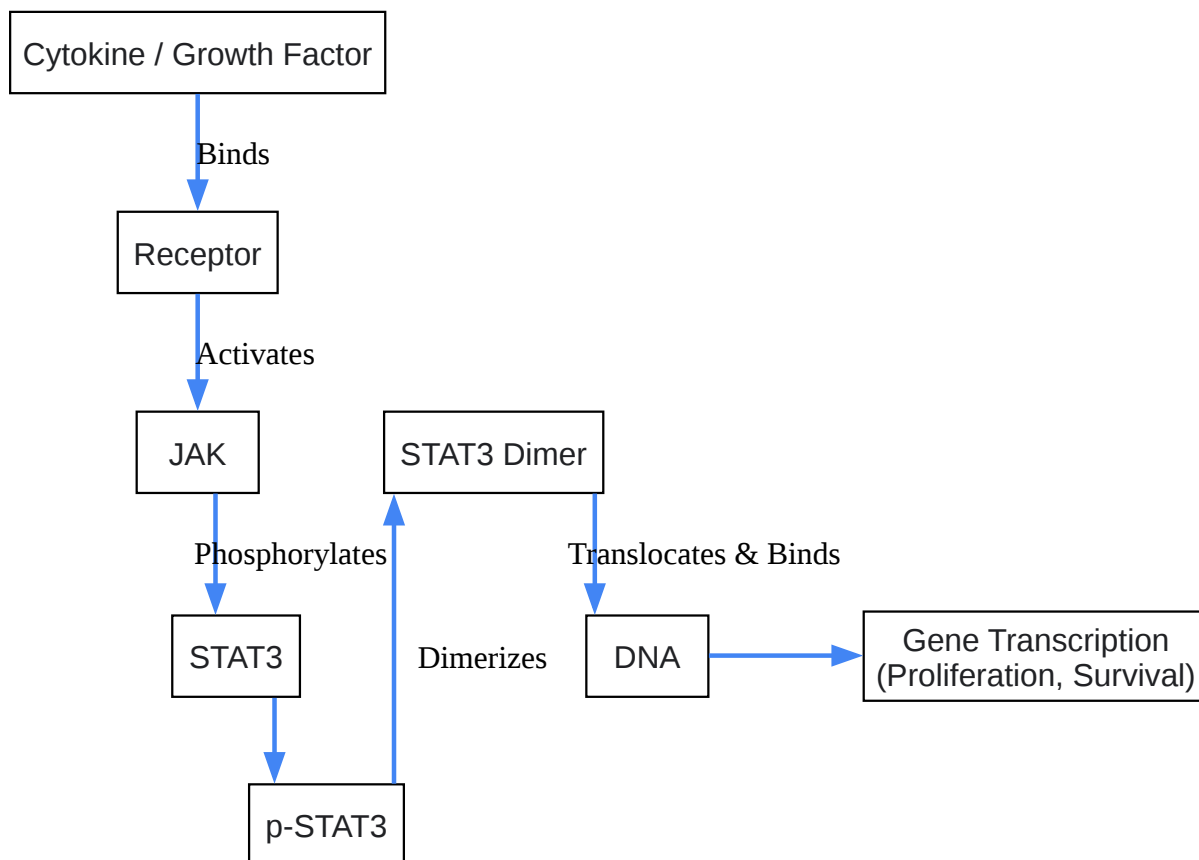 Cytokine / Growth Factor
Binds
Receptor
Activates
JAK
STAT3 Dimer
Phosphorylates
Translocates & Binds
STAT3
Dimerizes
DNA
Gene Transcription
(Proliferation, Survival)
p-STAT3